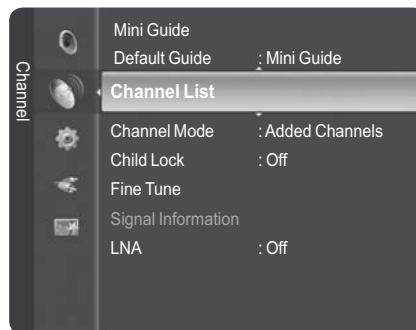 Channel
Mini Guide
Default Guide : Mini Guide
Channel List
Channel Mode : Added Channels
Child Lock : Off
Fine Tune
Signal Information
LNA : Off